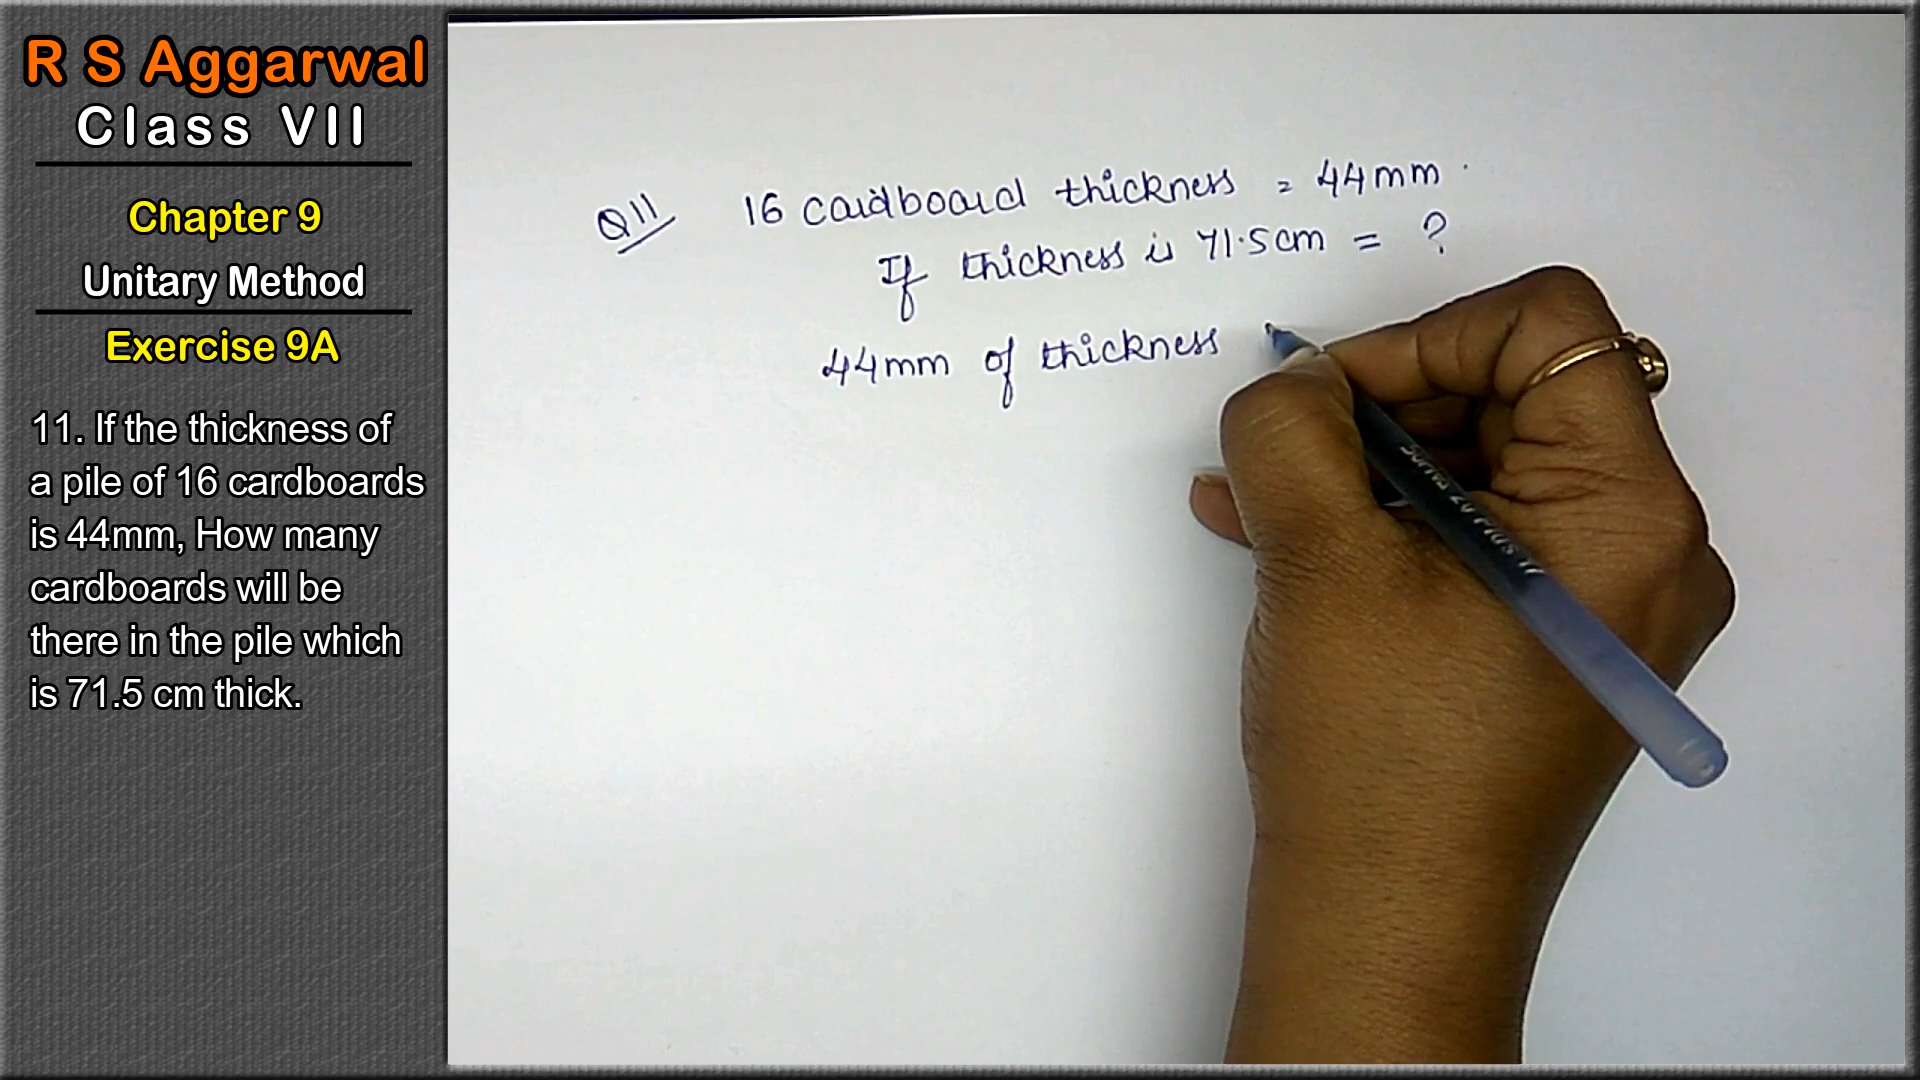 R S Aggarwal
Class VII
Chapter 9
Unitary Method
Exercise 9A
11. If the thickness of
a pile of 16 cardboards
is 44mm, How many
cardboards will be
there in the pile which
is 71.5 cm thick.
Q11 16 cardboard thickness = 44mm.
If thickness is 71.5cm = ?
44mm of thickness